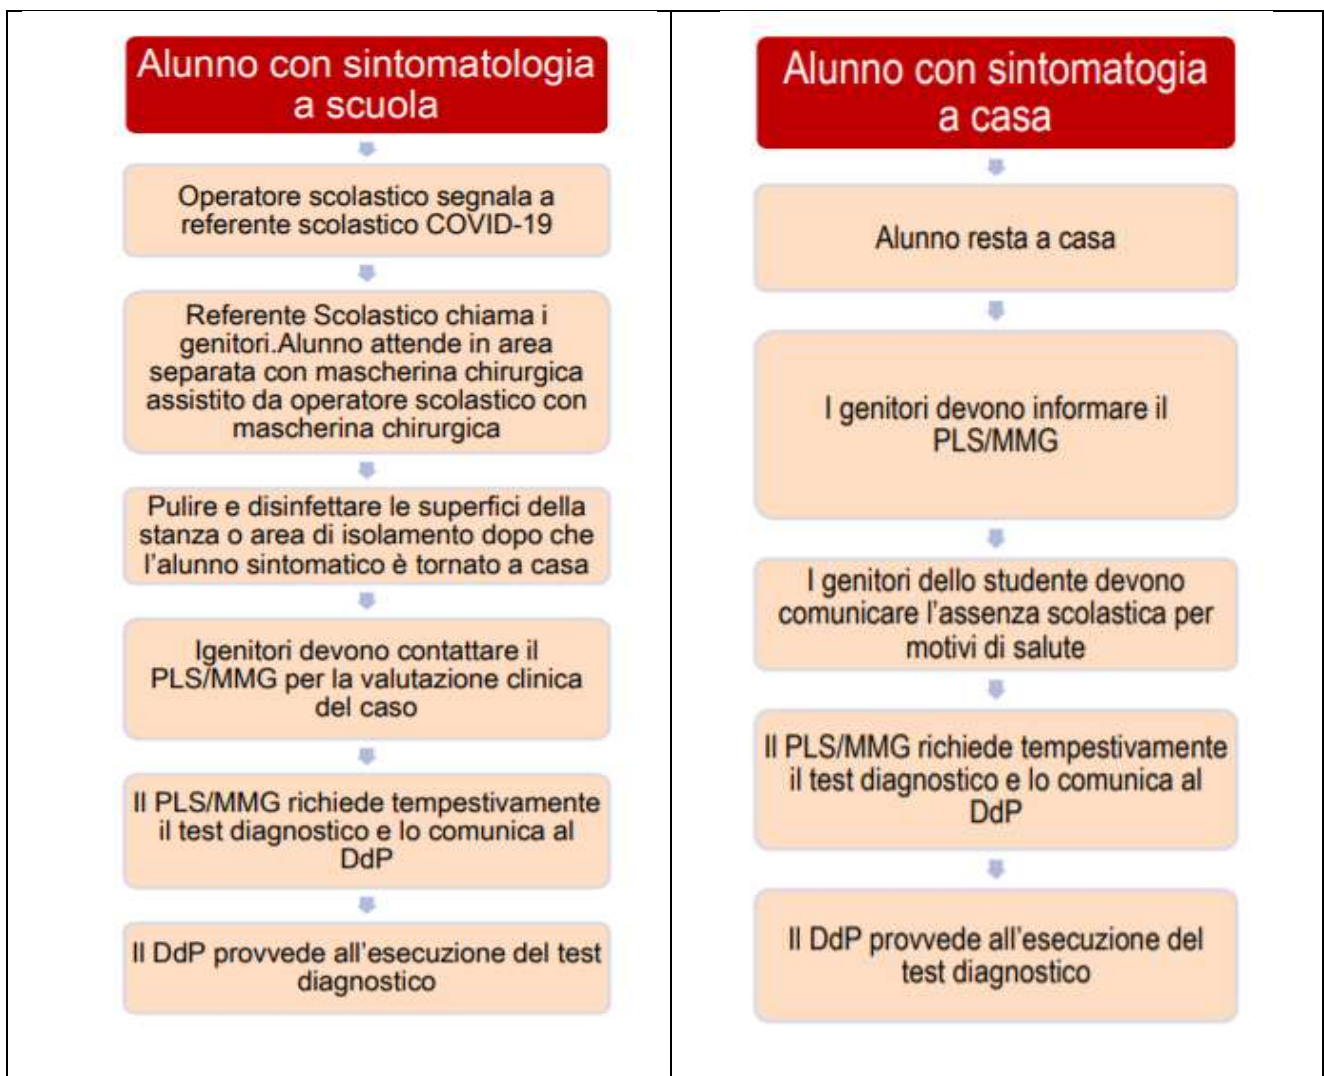 Alunno con sintomatologia
a scuola
Operatore scolastico segnala a
referente scolastico COVID-19
Referente Scolastico chiama i
genitori.Alunno attende in area
separata con mascherina chirurgica
assistito da operatore scolastico con
mascherina chirurgica
Pulire e disinfettare le superfici della
stanza o area di isolamento dopo che
l'alunno sintomatico è tornato a casa
Igenitori devono contattare il
PLS/MMG per la valutazione clinica
del caso
Il PLS/MMG richiede tempestivamente
il test diagnostico e lo comunica al
DdP
Il DdP provvede all'esecuzione del test
diagnostico
Alunno con sintomatogia
a casa
Alunno resta a casa
I genitori devono informare il
PLS/MMG
I genitori dello studente devono
comunicare l'assenza scolastica per
motivi di salute
Il PLS/MMG richiede tempestivamente
il test diagnostico e lo comunica al
DdP
Il DdP provvede all'esecuzione del
test diagnostico